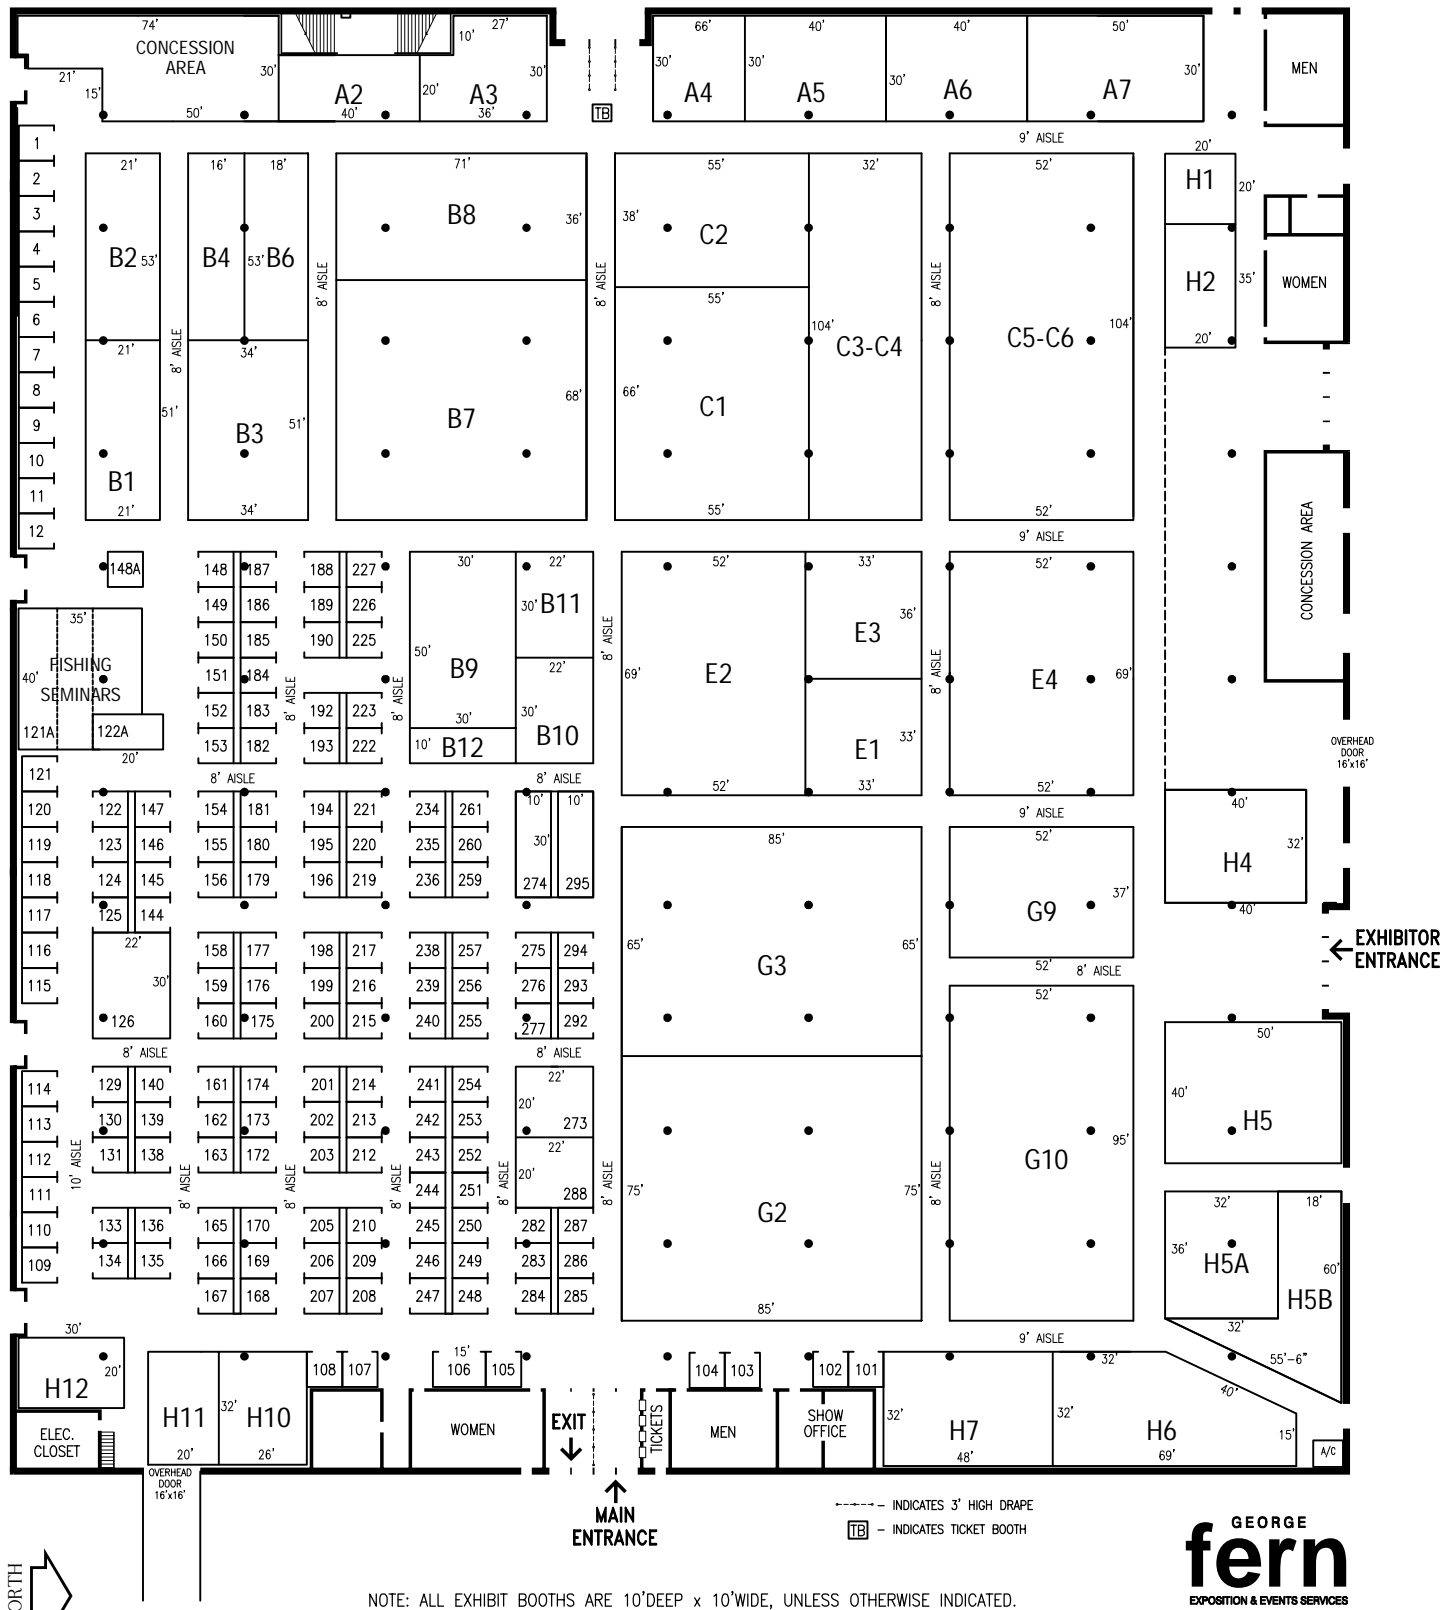 74'
CONCESSION
AREA
30'
21'
15'
50'
A2
40'
20'
10'
27'
30'
A3
36'
TB
66'
30'
A4
40'
30'
A5
40'
30'
A6
50'
30'
A7
MEN
9' AISLE
1
2
3
4
5
6
7
8
9
10
11
12
21'
B2 53'
21'
51'
B1
21'
8' AISLE
16'
18'
B4 53' B6
34'
B3
51'
34'
8' AISLE
71'
B8
36'
B7
68'
8' AISLE
55'
38'
C2
55'
66'
C1
55'
32'
104'
C3-C4
8' AISLE
52'
C5-C6
104'
52'
20'
H1
20'
H2
35'
20'
WOMEN
CONCESSION AREA
9' AISLE
148A
35'
FISHING
40'
SEMINARS
121A
122A
20'
148 187
149 186
150 185
151 184
152 183
153 182
8' AISLE
188 227
189 226
190 225
192 223
193 222
8' AISLE
30'
50'
B9
30'
10' B12
22'
30' B11
22'
30'
B10
8' AISLE
52'
69'
E2
52'
33'
36'
E3
E1
33'
33'
8' AISLE
52'
E4
69'
52'
OVERHEAD
DOOR
16'x16'
8' AISLE
8' AISLE
9' AISLE
121
120
119
118
117
116
115
122 147
123 146
124 145
125 144
22'
30'
126
154 181
155 180
156 179
158 177
159 176
160 175
194 221
195 220
196 219
198 217
199 216
200 215
234 261
235 260
236 259
238 257
239 256
240 255
10' 10'
30'
274 295
275 294
276 293
277 292
85'
65'
G3
65'
52'
37'
G9
52'
8' AISLE
40'
32'
H4
40'
EXHIBITOR
ENTRANCE
8' AISLE
8' AISLE
114
113
112
111
110
109
10' AISLE
129 140
130 139
131 138
133 136
134 135
8' AISLE
161 174
162 173
163 172
165 170
166 169
167 168
8' AISLE
201 214
202 213
203 212
205 210
206 209
207 208
8' AISLE
241 254
242 253
243 252
244 251
245 250
246 249
247 248
8' AISLE
22'
20'
273
22'
20'
288
282 287
283 286
284 285
8' AISLE
75'
G2
75'
85'
8' AISLE
52'
G10
95'
50'
40'
H5
32'
36'
H5A
32'
18'
60'
H5B
55'-6"
9' AISLE
30'
20'
H12
ELEC.
CLOSET
H11
20'
32'
H10
26'
OVERHEAD
DOOR
16'x16'
108 107
15'
106 105
WOMEN
EXIT
TICKETS
104 103
MEN
102 101
SHOW
OFFICE
32'
H7
48'
32'
32'
H6
69'
40'
15'
A/C
MAIN
ENTRANCE
- INDICATES 3' HIGH DRAPE
TB - INDICATES TICKET BOOTH
GEORGE
fern
EXPOSITION & EVENTS SERVICES
NOTE: ALL EXHIBIT BOOTHS ARE 10'DEEP x 10'WIDE, UNLESS OTHERWISE INDICATED.